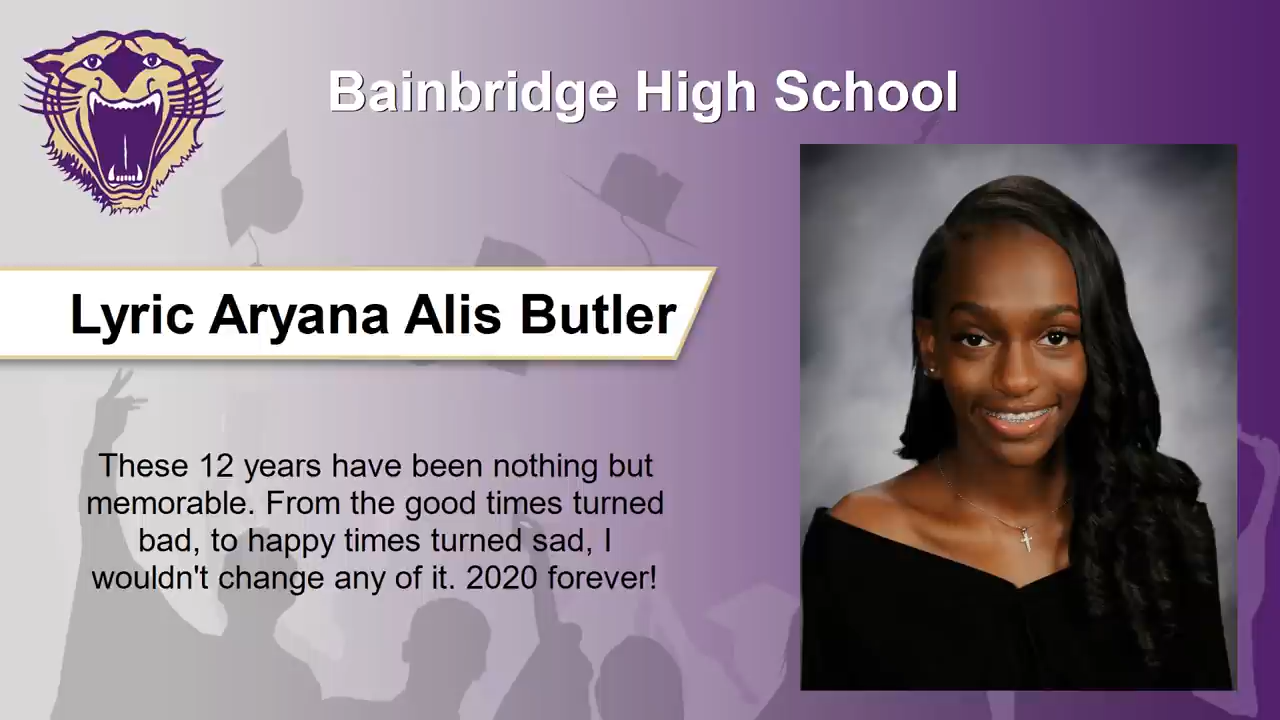 Bainbridge High School
Lyric Aryana Alis Butler
These 12 years have been nothing but
memorable. From the good times turned
bad, to happy times turned sad, I
wouldn't change any of it. 2020 forever!